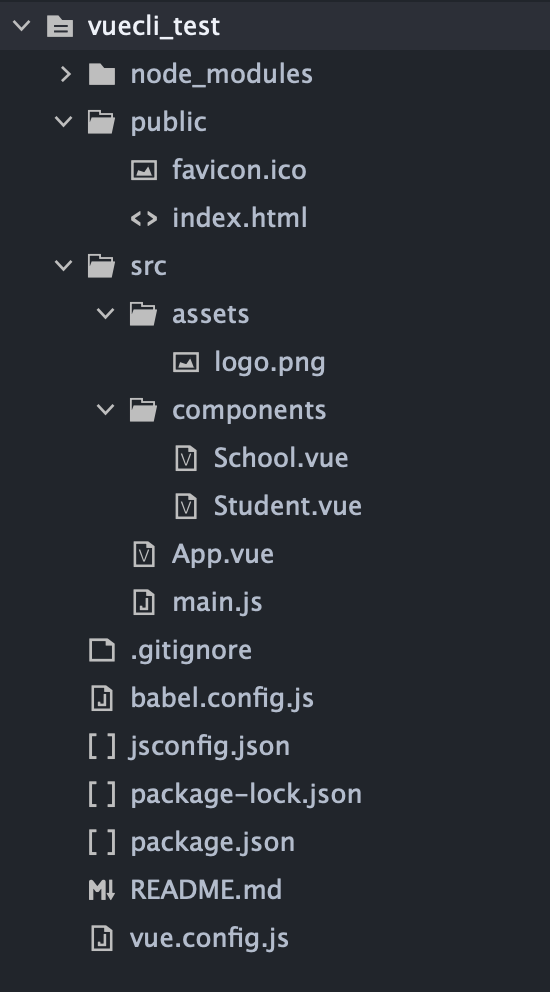 vuecli_test
node_modules
public
favicon.ico
index.html
src
assets
logo.png
components
School.vue
Student.vue
App.vue
main.js
.gitignore
babel.config.js
jsconfig.json
package-lock.json
package.json
README.md
vue.config.js